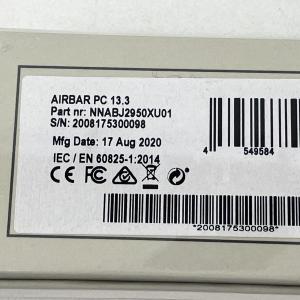 AIRBAR PC 13.3
Part nr: NNABJ2950XU01
S/N: 2008175300098
Mfg Date: 17 Aug 2020
IEC / EN 60825-1:2014
CE FC
4 549584
*2008175300098*